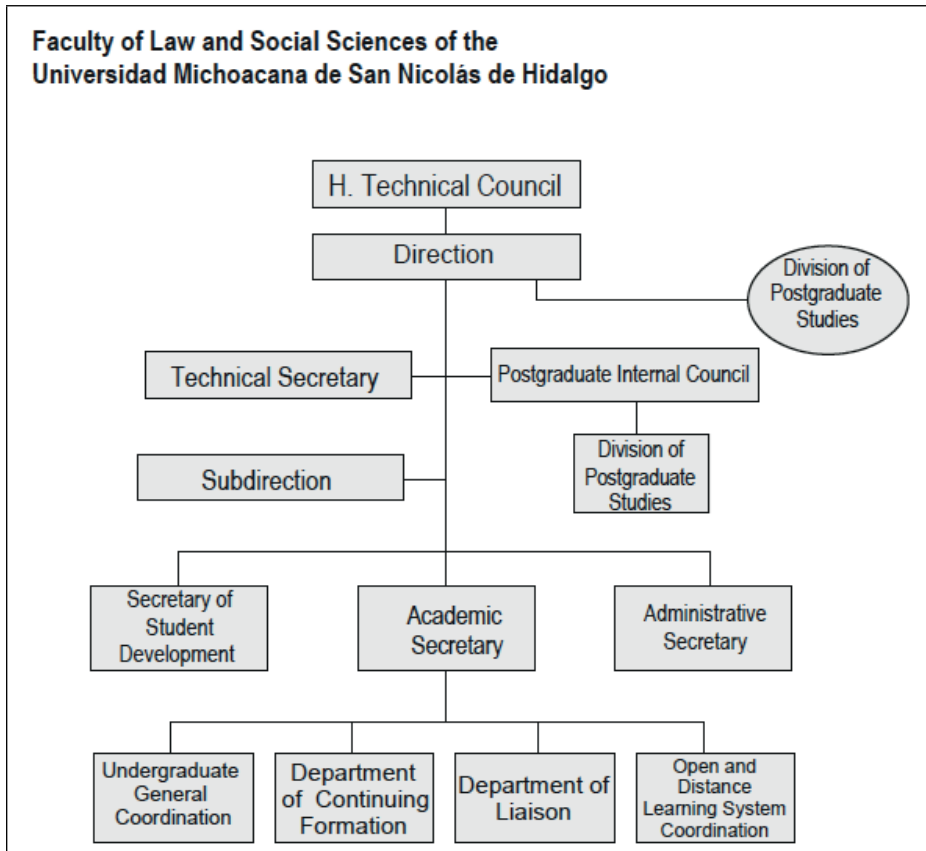 Faculty of Law and Social Sciences of the
Universidad Michoacana de San Nicolás de Hidalgo
H. Technical Council
Direction
Division of
Postgraduate
Studies
Technical Secretary
Postgraduate Internal Council
Subdirection
Division of
Postgraduate
Studies
Secretary of
Student
Development
Academic
Secretary
Administrative
Secretary
Undergraduate
General
Coordination
Department
of Continuing
Formation
Department of
Liaison
Open and
Distance
Learning System
Coordination